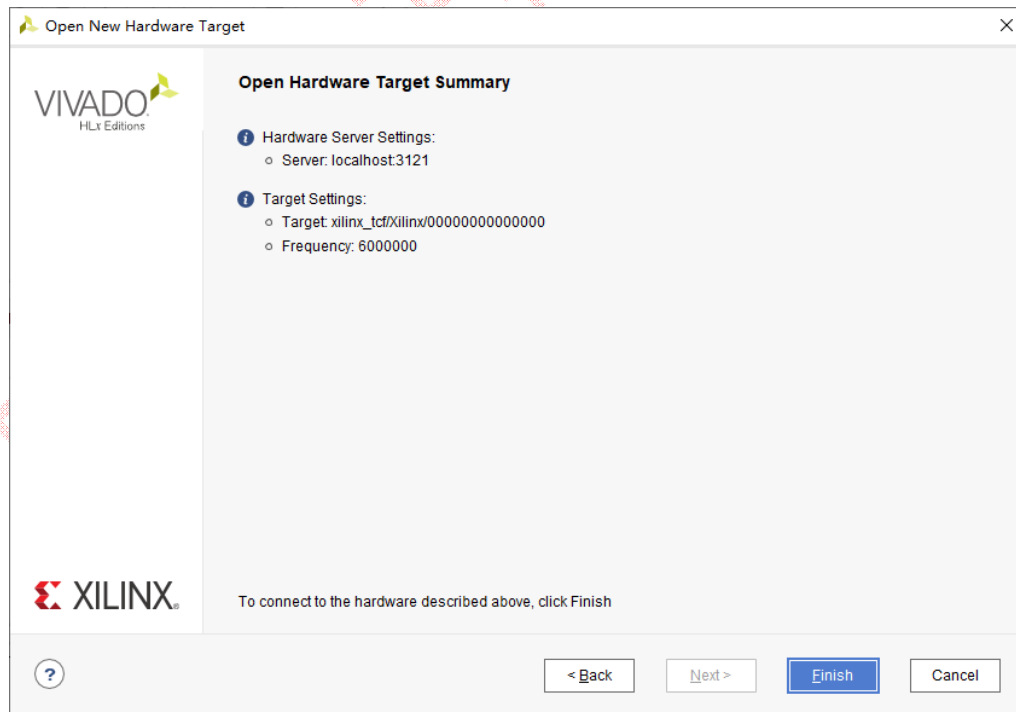 Open New Hardware Target
VIVADO.
HLx Editions
Open Hardware Target Summary
Hardware Server Settings:
Server: localhost:3121
Target Settings:
Target: xilinx_tcf/Xilinx/00000000000000
Frequency: 6000000
XILINX®
To connect to the hardware described above, click Finish
?
< Back
Next >
Finish
Cancel